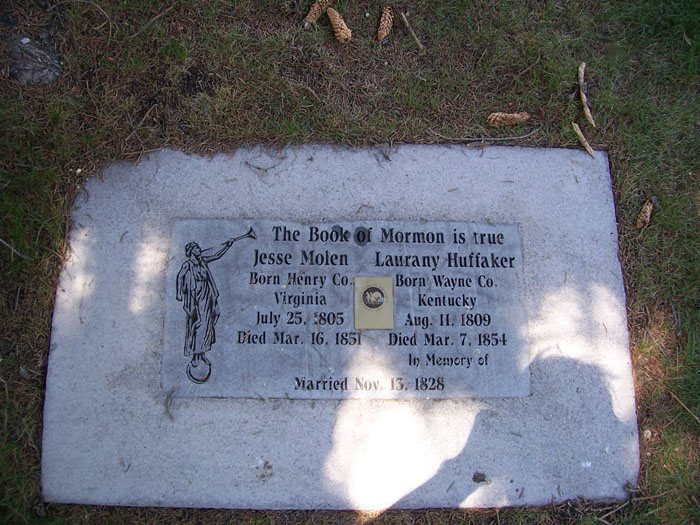 The Book of Mormon is true
Jesse Molen Laurany Huffaker
Born Henry Co. Born Wayne Co.
Virginia Kentucky
July 25, 1805 Aug. 11, 1809
Died Mar. 16, 1851 Died Mar. 7, 1854
In Memory of
Married Nov. 13, 1828